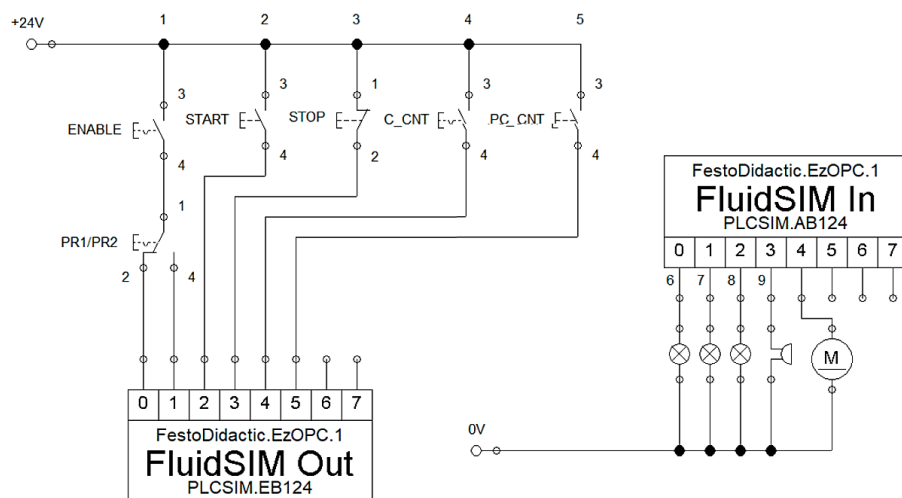 1 2 3 4 5
+24V
3 3 1 3 3
ENABLE START STOP C_CNT PC_CNT
4 4 2 4 4
1
PR1/PR2
2 4
0 1 2 3 4 5 6 7
FestoDidactic.EzOPC.1
FluidSIM Out
PLCSIM.EB124
FestoDidactic.EzOPC.1
FluidSIM In
PLCSIM.AB124
0 1 2 3 4 5 6 7
6 7 8 9
M
0V